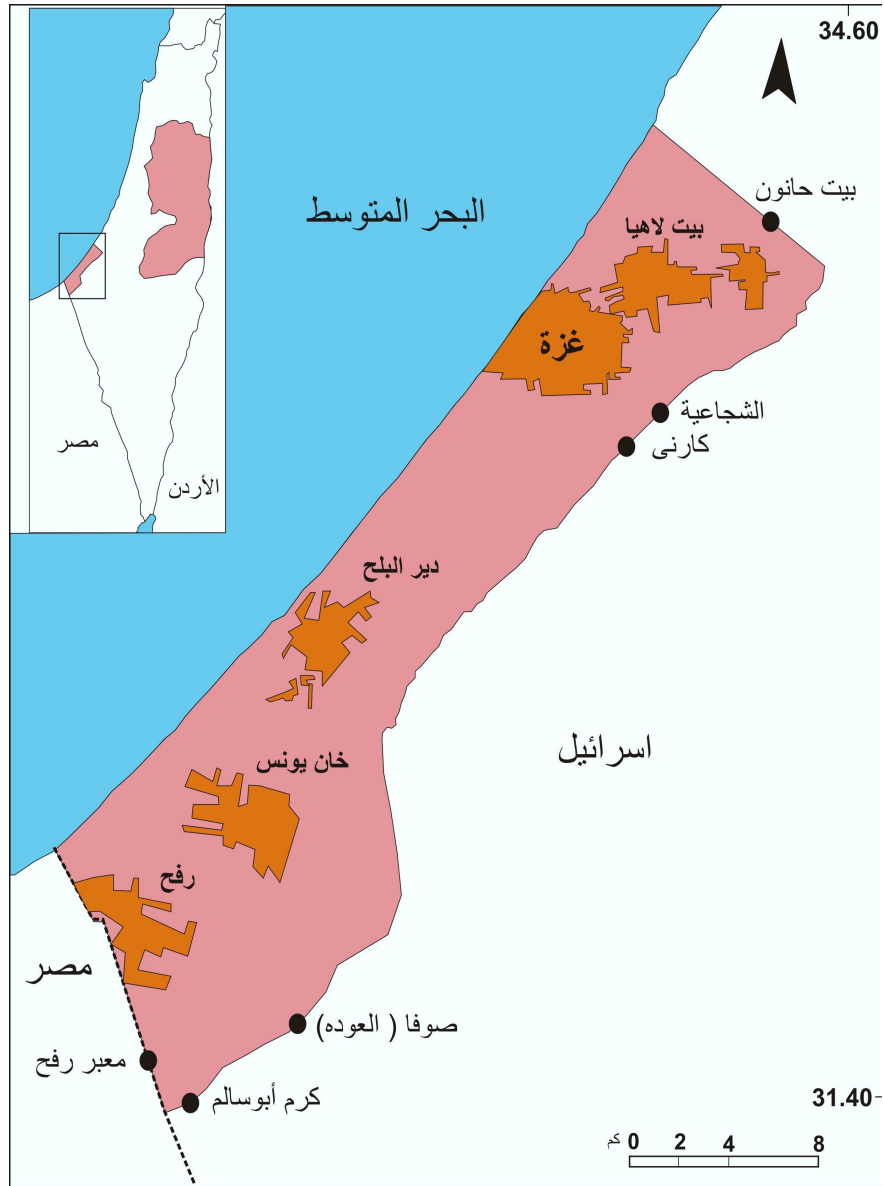 34.60
بيت حانون
البحر المتوسط
بيت لاهيا
غزة
الشجاعية
كارنى
مصر
الأردن
دير البلح
اسرائيل
خان يونس
رفح
مصر
صوفا ( العوده)
معبر رفح
كرم أبوسالم
31.40
كم 0 2 4 8